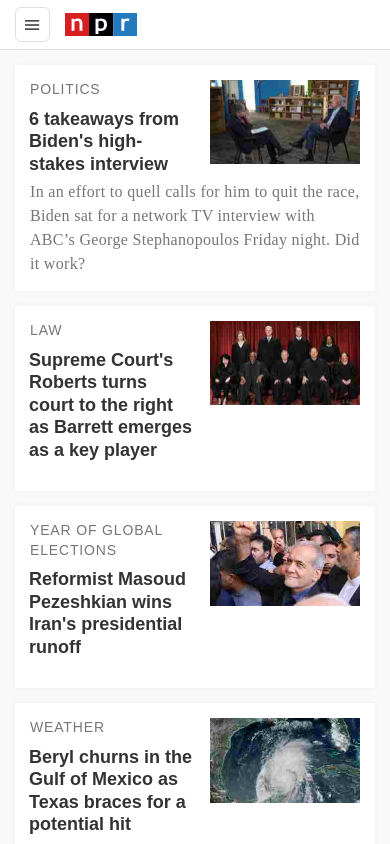 npr
POLITICS
6 takeaways from
Biden's high-
stakes interview
In an effort to quell calls for him to quit the race,
Biden sat for a network TV interview with
ABC’s George Stephanopoulos Friday night. Did
it work?
LAW
Supreme Court's
Roberts turns
court to the right
as Barrett emerges
as a key player
YEAR OF GLOBAL
ELECTIONS
Reformist Masoud
Pezeshkian wins
Iran's presidential
runoff
WEATHER
Beryl churns in the
Gulf of Mexico as
Texas braces for a
potential hit